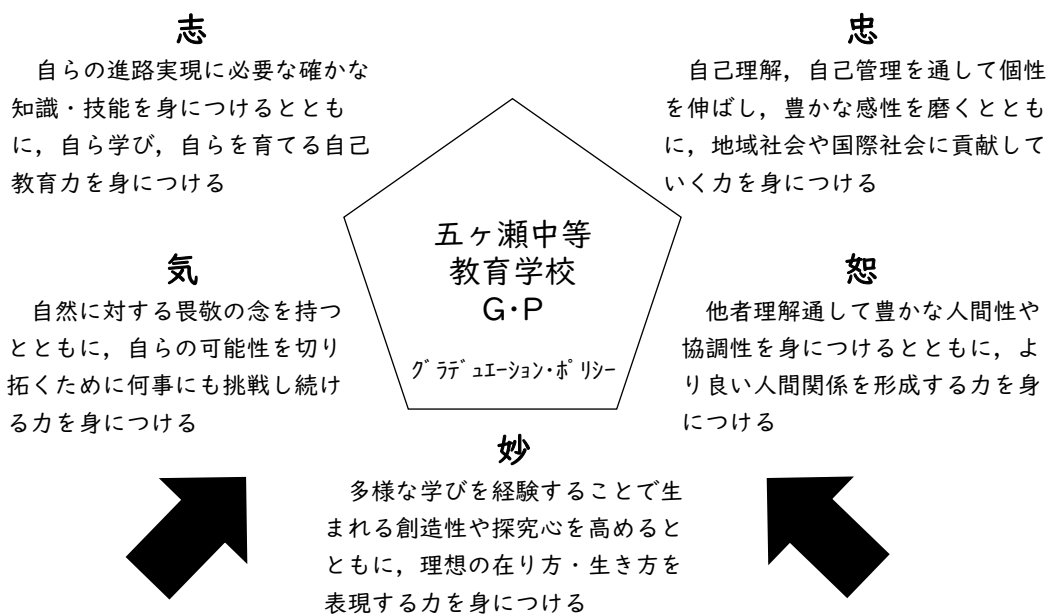 志
自らの進路実現に必要な確かな
知識・技能を身につけるととも
に，自ら学び，自らを育てる自己
教育力を身につける
忠
自己理解，自己管理を通して個性
を伸ばし，豊かな感性を磨くととも
に，地域社会や国際社会に貢献して
いく力を身につける
五ヶ瀬中等
教育学校
G・P
ｸﾞﾗﾃﾞｭｴｰｼｮﾝ・ﾎﾟﾘｼｰ
気
自然に対する畏敬の念を持つ
とともに，自らの可能性を切り
拓くために何事にも挑戦し続け
る力を身につける
恕
他者理解通して豊かな人間性や
協調性を身につけるとともに，よ
り良い人間関係を形成する力を身
につける
妙
多様な学びを経験することで生
まれる創造性や探究心を高めると
ともに，理想の在り方・生き方を
表現する力を身につける